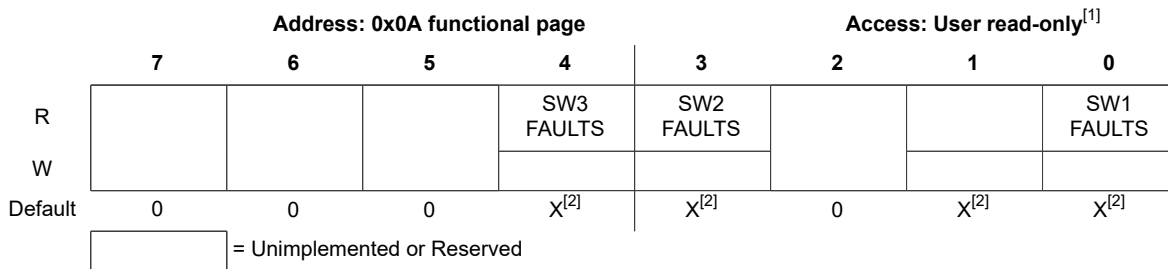 Address: 0x0A functional page Access: User read-only[1]
7 6 5 4 3 2 1 0
R SW3 FAULTS SW2 FAULTS SW1 FAULTS
W
Default 0 0 0 X[2] X[2] 0 X[2] X[2]
= Unimplemented or Reserved